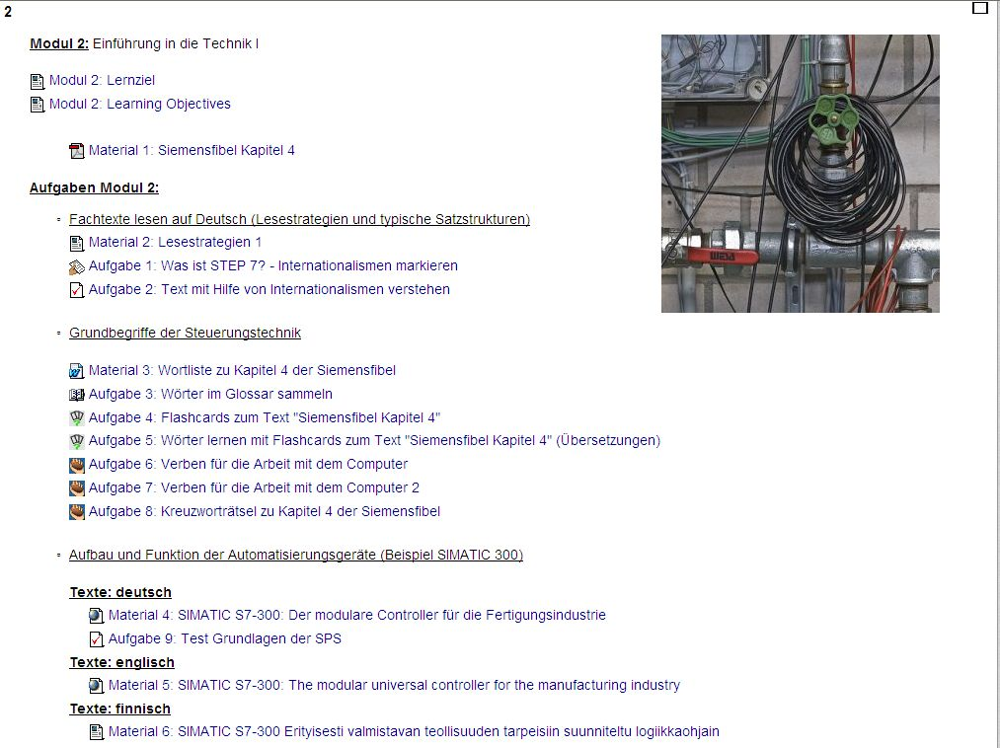 2
Modul 2: Einführung in die Technik I
Modul 2: Lernziel
Modul 2: Learning Objectives
Material 1: Siemensfibel Kapitel 4
Aufgaben Modul 2:
Fachtexte lesen auf Deutsch (Lesestrategien und typische Satzstrukturen)
Material 2: Lesestrategien 1
Aufgabe 1: Was ist STEP 7? - Internationalismen markieren
Aufgabe 2: Text mit Hilfe von Internationalismen verstehen
Grundbegriffe der Steuerungstechnik
Material 3: Wortliste zu Kapitel 4 der Siemensfibel
Aufgabe 3: Wörter im Glossar sammeln
Aufgabe 4: Flashcards zum Text "Siemensfibel Kapitel 4"
Aufgabe 5: Wörter lernen mit Flashcards zum Text "Siemensfibel Kapitel 4" (Übersetzungen)
Aufgabe 6: Verben für die Arbeit mit dem Computer
Aufgabe 7: Verben für die Arbeit mit dem Computer 2
Aufgabe 8: Kreuzworträtsel zu Kapitel 4 der Siemensfibel
Aufbau und Funktion der Automatisierungsgeräte (Beispiel SIMATIC 300)
Texte: deutsch
Material 4: SIMATIC S7-300: Der modulare Controller für die Fertigungsindustrie
Aufgabe 9: Test Grundlagen der SPS
Texte: englisch
Material 5: SIMATIC S7-300: The modular universal controller for the manufacturing industry
Texte: finnisch
Material 6: SIMATIC S7-300 Erityisesti valmistavan teollisuuden tarpeisiin suunniteltu logiikkaohjain